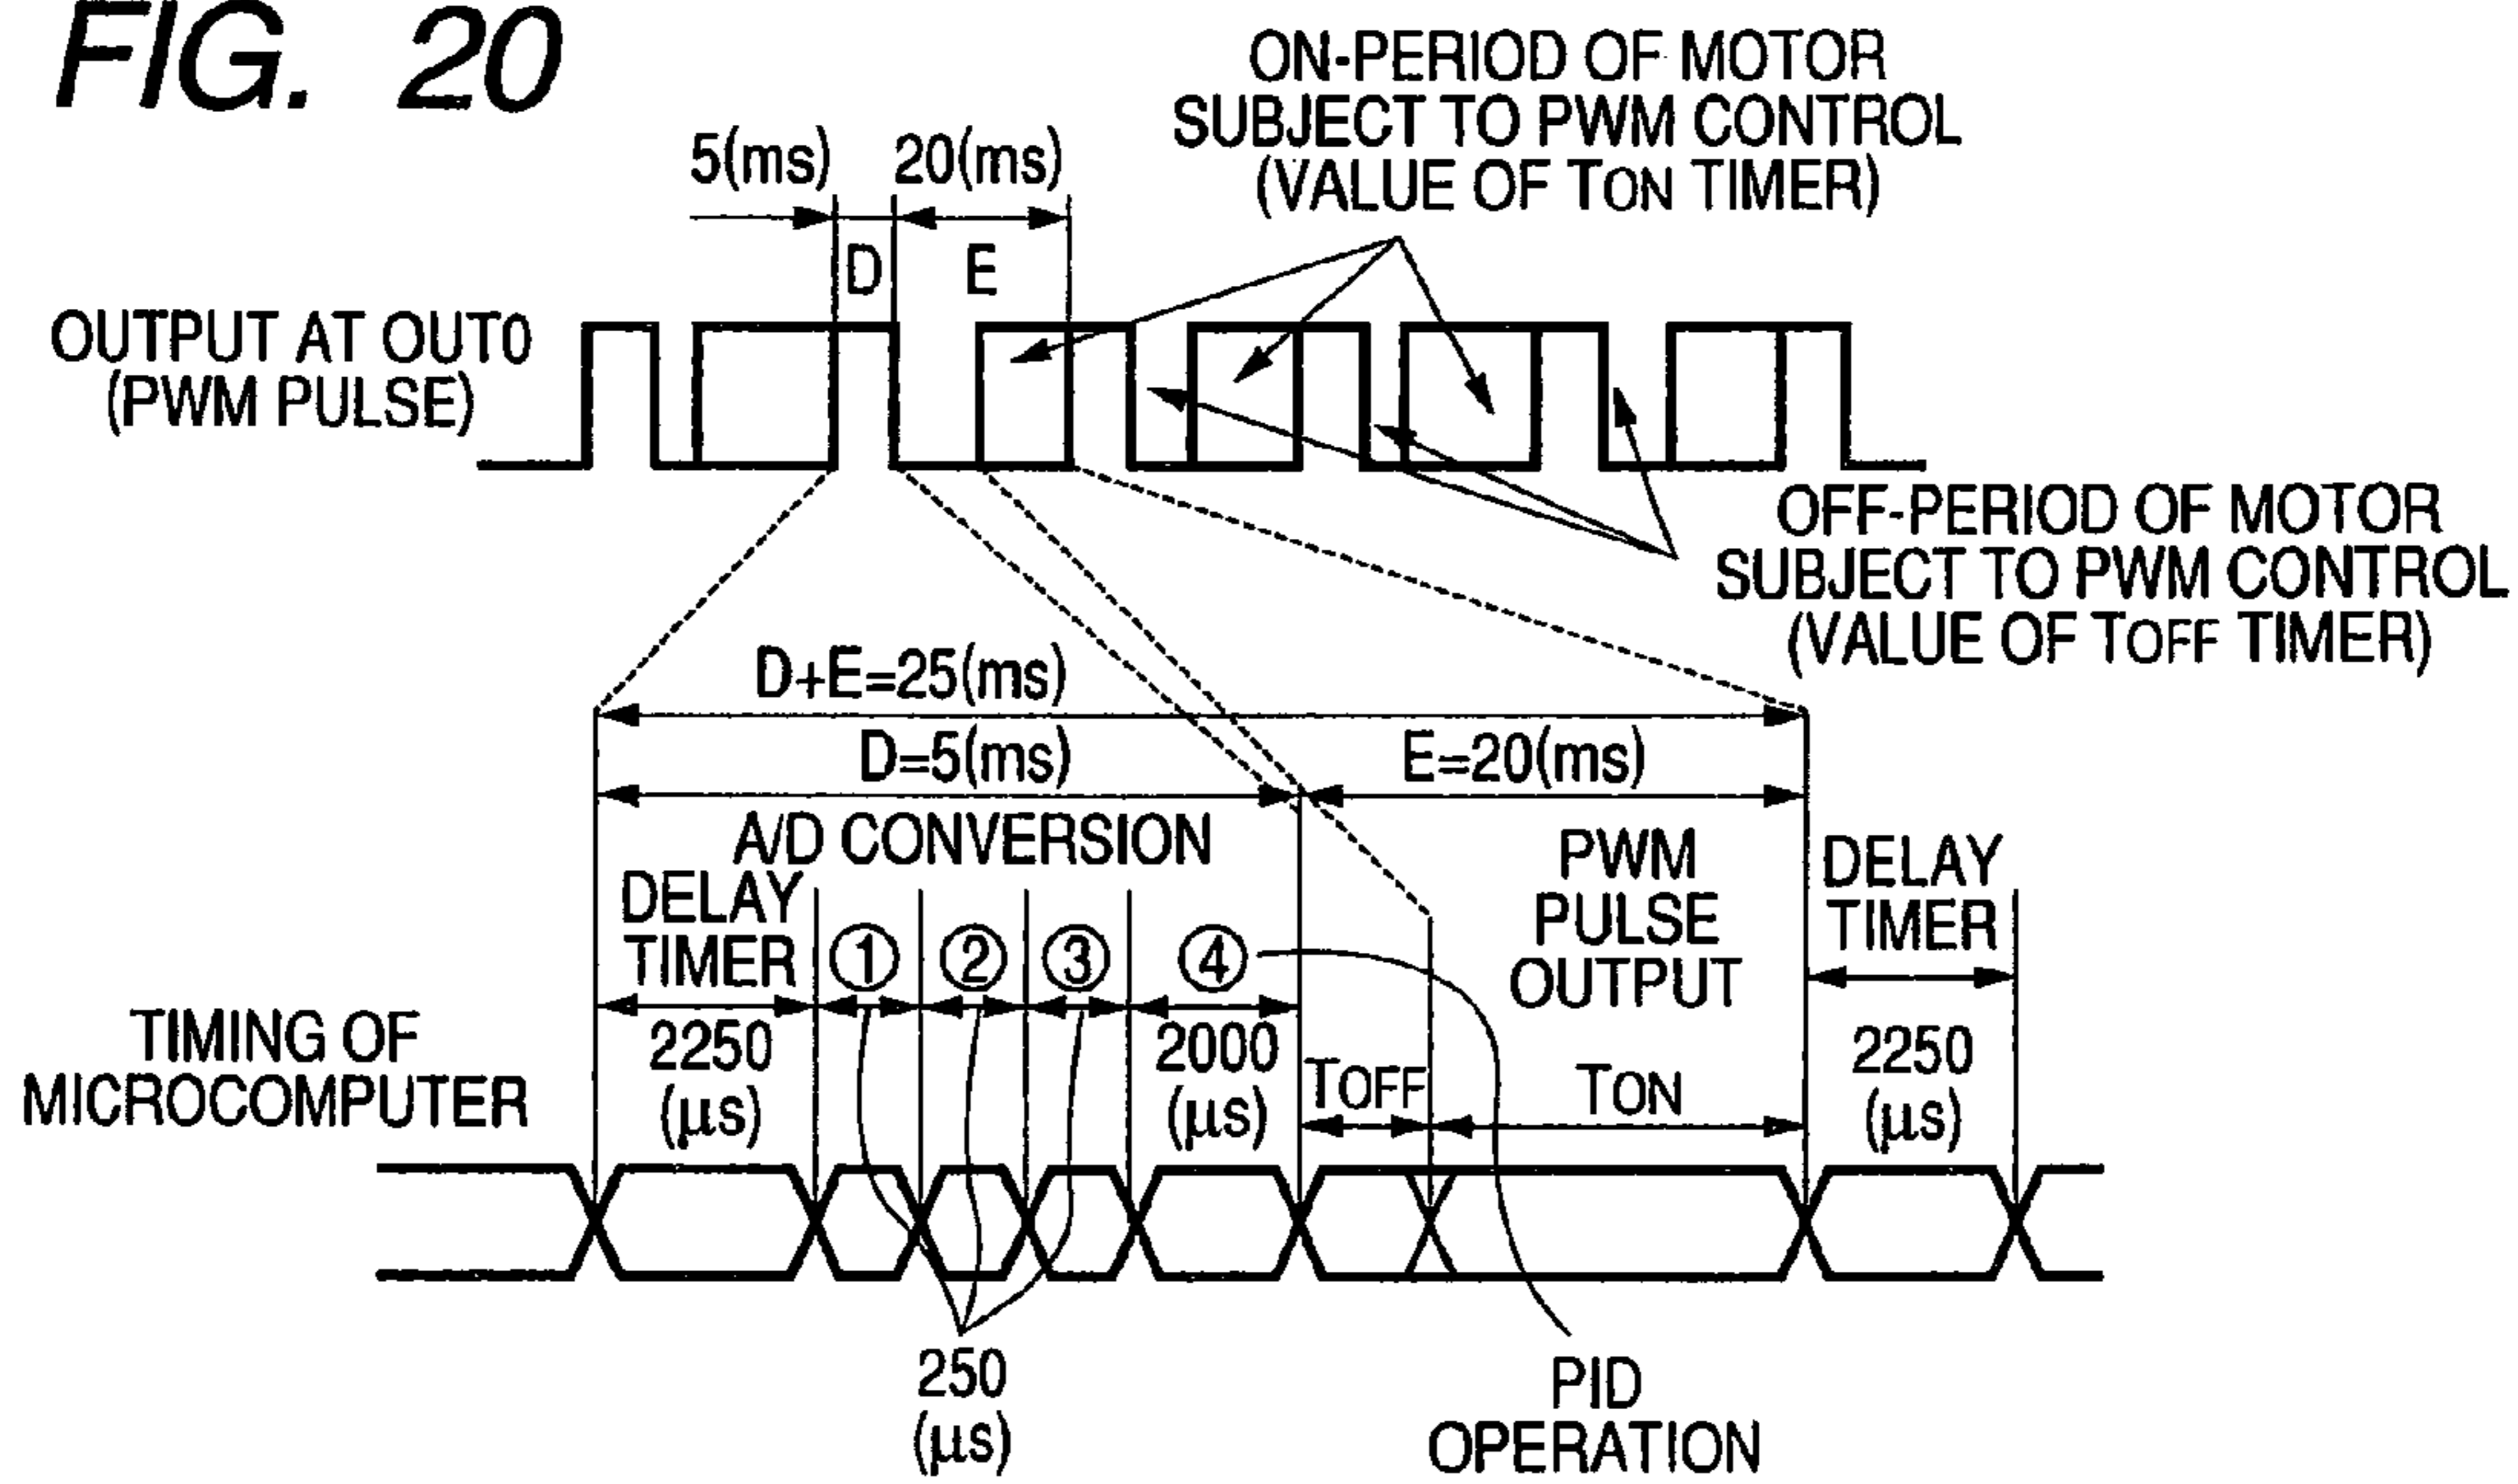 FIG. 20
ON-PERIOD OF MOTOR
SUBJECT TO PWM CONTROL
(VALUE OF TON TIMER)
5(ms) 20(ms)
D E
OUTPUT AT OUT0
(PWM PULSE)
OFF-PERIOD OF MOTOR
SUBJECT TO PWM CONTROL
(VALUE OF TOFF TIMER)
D+E=25(ms)
D=5(ms) E=20(ms)
A/D CONVERSION
DELAY
TIMER
① ② ③ ④
PWM
PULSE
OUTPUT
DELAY
TIMER
TIMING OF
MICROCOMPUTER
2250
(μs)
2000
(μs)
TOFF TON
2250
(μs)
250
(μs)
PID
OPERATION